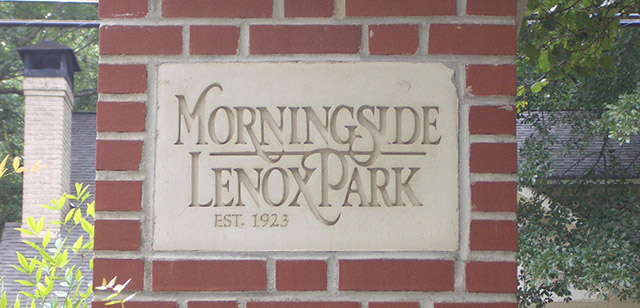 MORNINGSIDE
LENOX PARK
EST. 1923